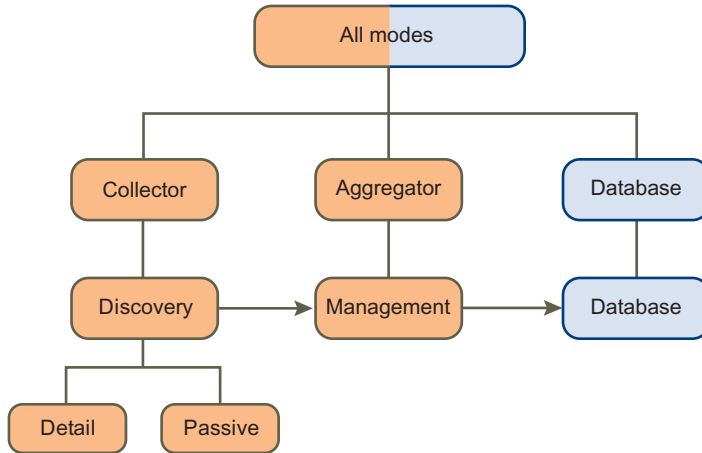 All modes
Collector
Aggregator
Database
Discovery
Management
Database
Detail
Passive